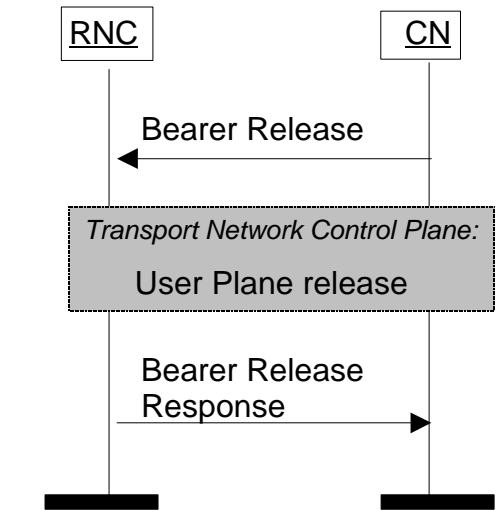 RNC
CN
Bearer Release
Transport Network Control Plane:
User Plane release
Bearer Release
Response